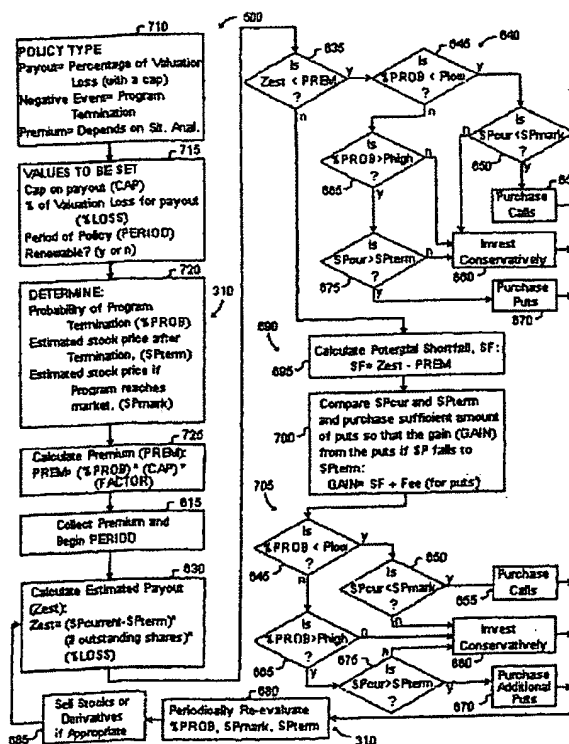 710
600
POLICY TYPE
Payout= Percentage of Valuation
Loss (with a cap)
Negative Event= Program
Termination
Premium= Depends on Sit. Anal.
715
VALUES TO BE SET
Cap on payout (CAP)
% of Valuation Loss for payout
(%LOSS)
Period of Policy (PERIOD)
Renewable? (y or n)
720
310
DETERMINE:
Probability of Program
Termination (%PROB)
Estimated stock price after
Termination, (SPterm)
Estimated stock price if
Program reaches
market, (SPmark)
725
Calculate Premium (PREM):
PREM= (%PROB) * (CAP) *
(FACTOR)
615
Collect Premium and
Begin PERIOD
630
Calculate Estimated Payout
(Zest):
Zest= (SPcurrent-SPterm)*
(# outstanding shares)*
(%LOSS)
Sell Stocks or
Derivatives if
Appropriate
685
635
Is
Zest < PREM
?
y
n
645
640
Is
%PROB < Plow
?
y
n
Is
SPcur<SPmark
?
650
n
y
Purchase
Calls
Is
%PROB>Phigh
?
665
n
y
Invest
Conservatively
660
Is
SPcur>SPterm
?
675
n
y
Purchase
Puts
670
690
Calculate Potential Shortfall, SF:
SF= Zest - PREM
695
Compare SPcur and SPterm
and purchase sufficient amount
of puts so that the gain (GAIN)
from the puts if SP falls to
SPterm:
GAIN= SF + Fee (for puts)
700
705
Is
%PROB < Plow
?
645
y
n
650
Is
SPcur<SPmark
?
y
n
Purchase
Calls
655
Is
%PROB>Phigh
?
665
n
y
Invest
Conservatively
660
675
Is
SPcur>SPterm
?
n
y
Purchase
Additional
Puts
670
680
Periodically Re-evaluate
%PROB, SPmark, SPterm
310